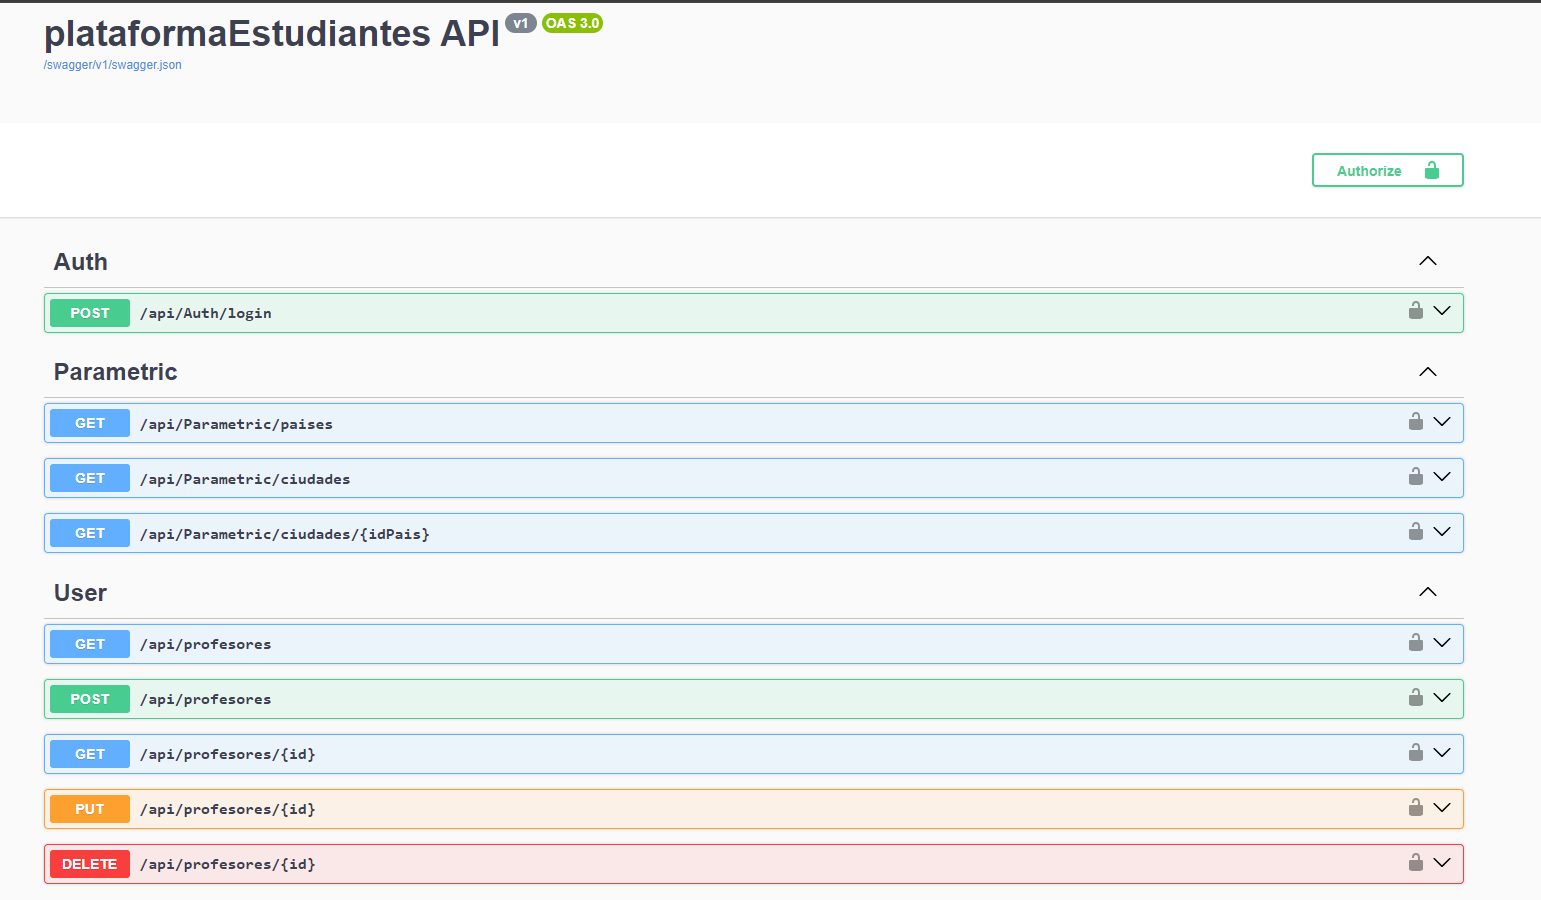 plataformaEstudiantes API v1 OAS 3.0
/swagger/v1/swagger.json
Authorize
Auth
POST /api/Auth/login
Parametric
GET /api/Parametric/paises
GET /api/Parametric/ciudades
GET /api/Parametric/ciudades/{idPais}
User
GET /api/profesores
POST /api/profesores
GET /api/profesores/{id}
PUT /api/profesores/{id}
DELETE /api/profesores/{id}